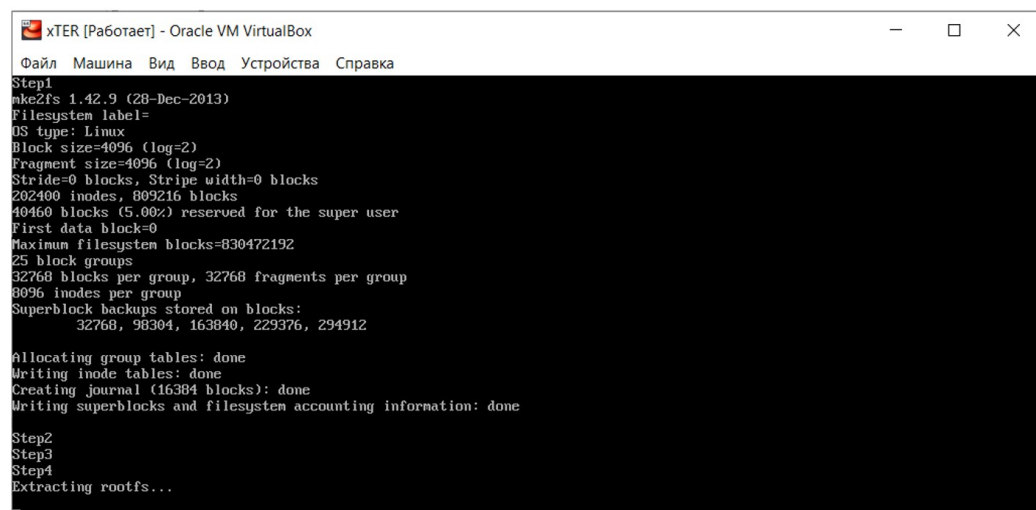 xTER [Работает] - Oracle VM VirtualBox
Файл Машина Вид Ввод Устройства Справка
Step1
mke2fs 1.42.9 (28-Dec-2013)
Filesystem label=
OS type: Linux
Block size=4096 (log=2)
Fragment size=4096 (log=2)
Stride=0 blocks, Stripe width=0 blocks
202400 inodes, 809216 blocks
40460 blocks (5.00%) reserved for the super user
First data block=0
Maximum filesystem blocks=830472192
25 block groups
32768 blocks per group, 32768 fragments per group
8096 inodes per group
Superblock backups stored on blocks:
32768, 98304, 163840, 229376, 294912
Allocating group tables: done
Writing inode tables: done
Creating journal (16384 blocks): done
Writing superblocks and filesystem accounting information: done
Step2
Step3
Step4
Extracting rootfs...